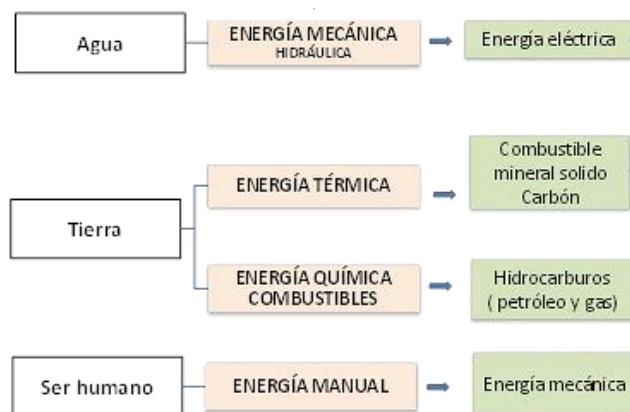 Agua
ENERGÍA MECÁNICA
HIDRÁULICA
Energía eléctrica
Tierra
ENERGÍA TÉRMICA
Combustible
mineral solido
Carbón
ENERGÍA QUÍMICA
COMBUSTIBLES
Hidrocarburos
( petróleo y gas)
Ser humano
ENERGÍA MANUAL
Energía mecánica